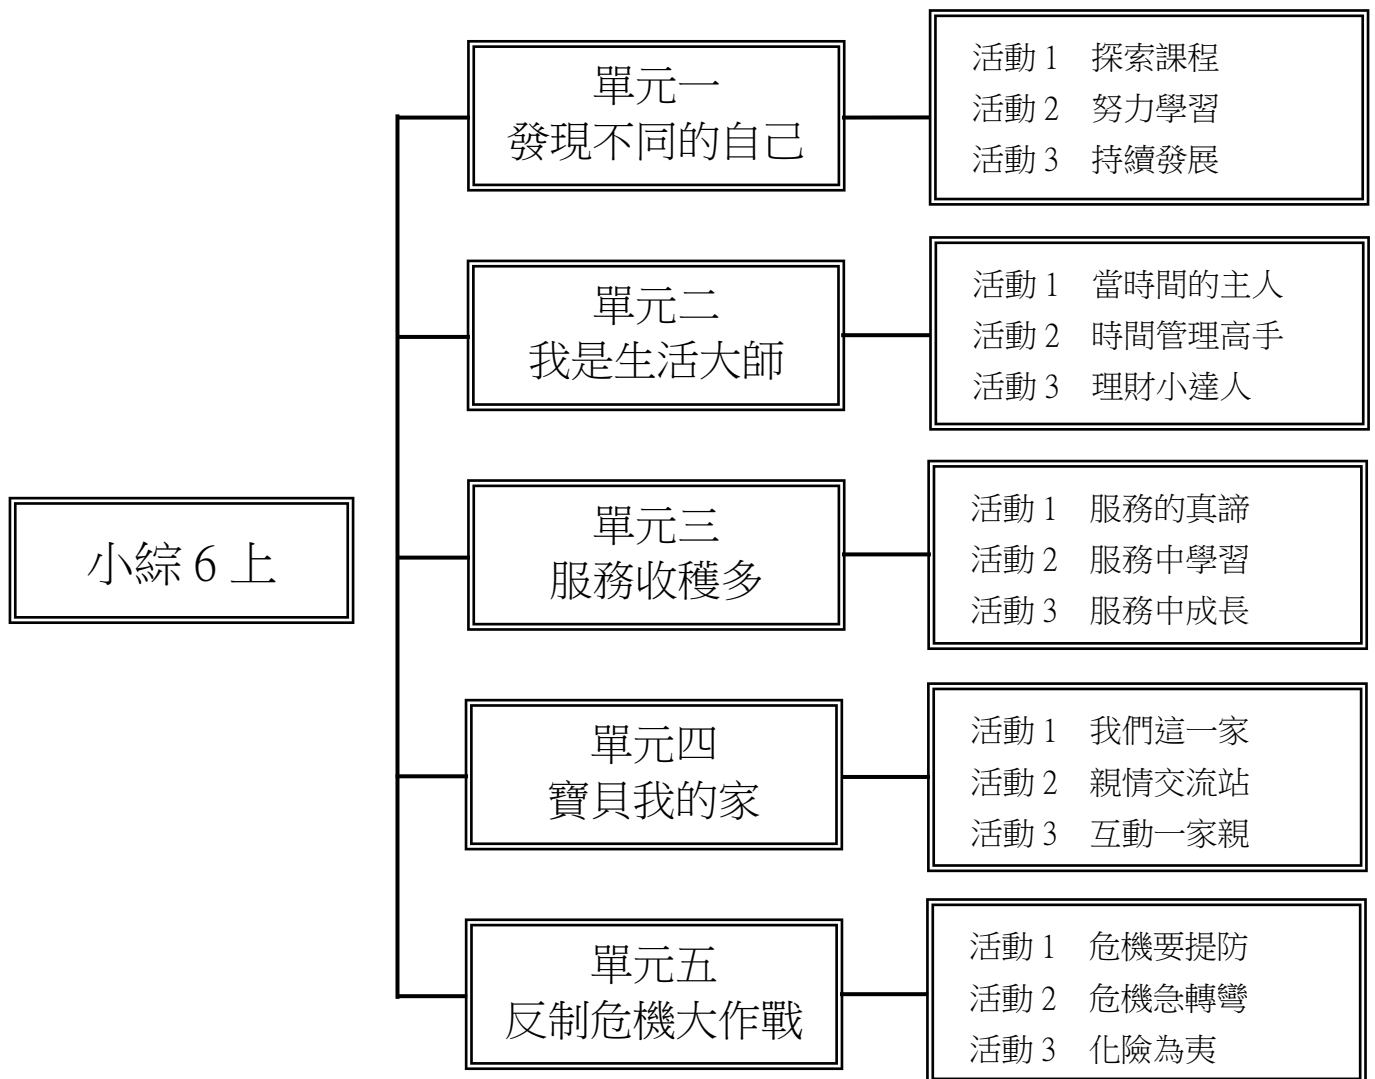 小綜 6 上
單元一
發現不同的自己
活動 1　探索課程
活動 2　努力學習
活動 3　持續發展
單元二
我是生活大師
活動 1　當時間的主人
活動 2　時間管理高手
活動 3　理財小達人
單元三
服務收穫多
活動 1　服務的真諦
活動 2　服務中學習
活動 3　服務中成長
單元四
寶貝我的家
活動 1　我們這一家
活動 2　親情交流站
活動 3　互動一家親
單元五
反制危機大作戰
活動 1　危機要提防
活動 2　危機急轉彎
活動 3　化險為夷